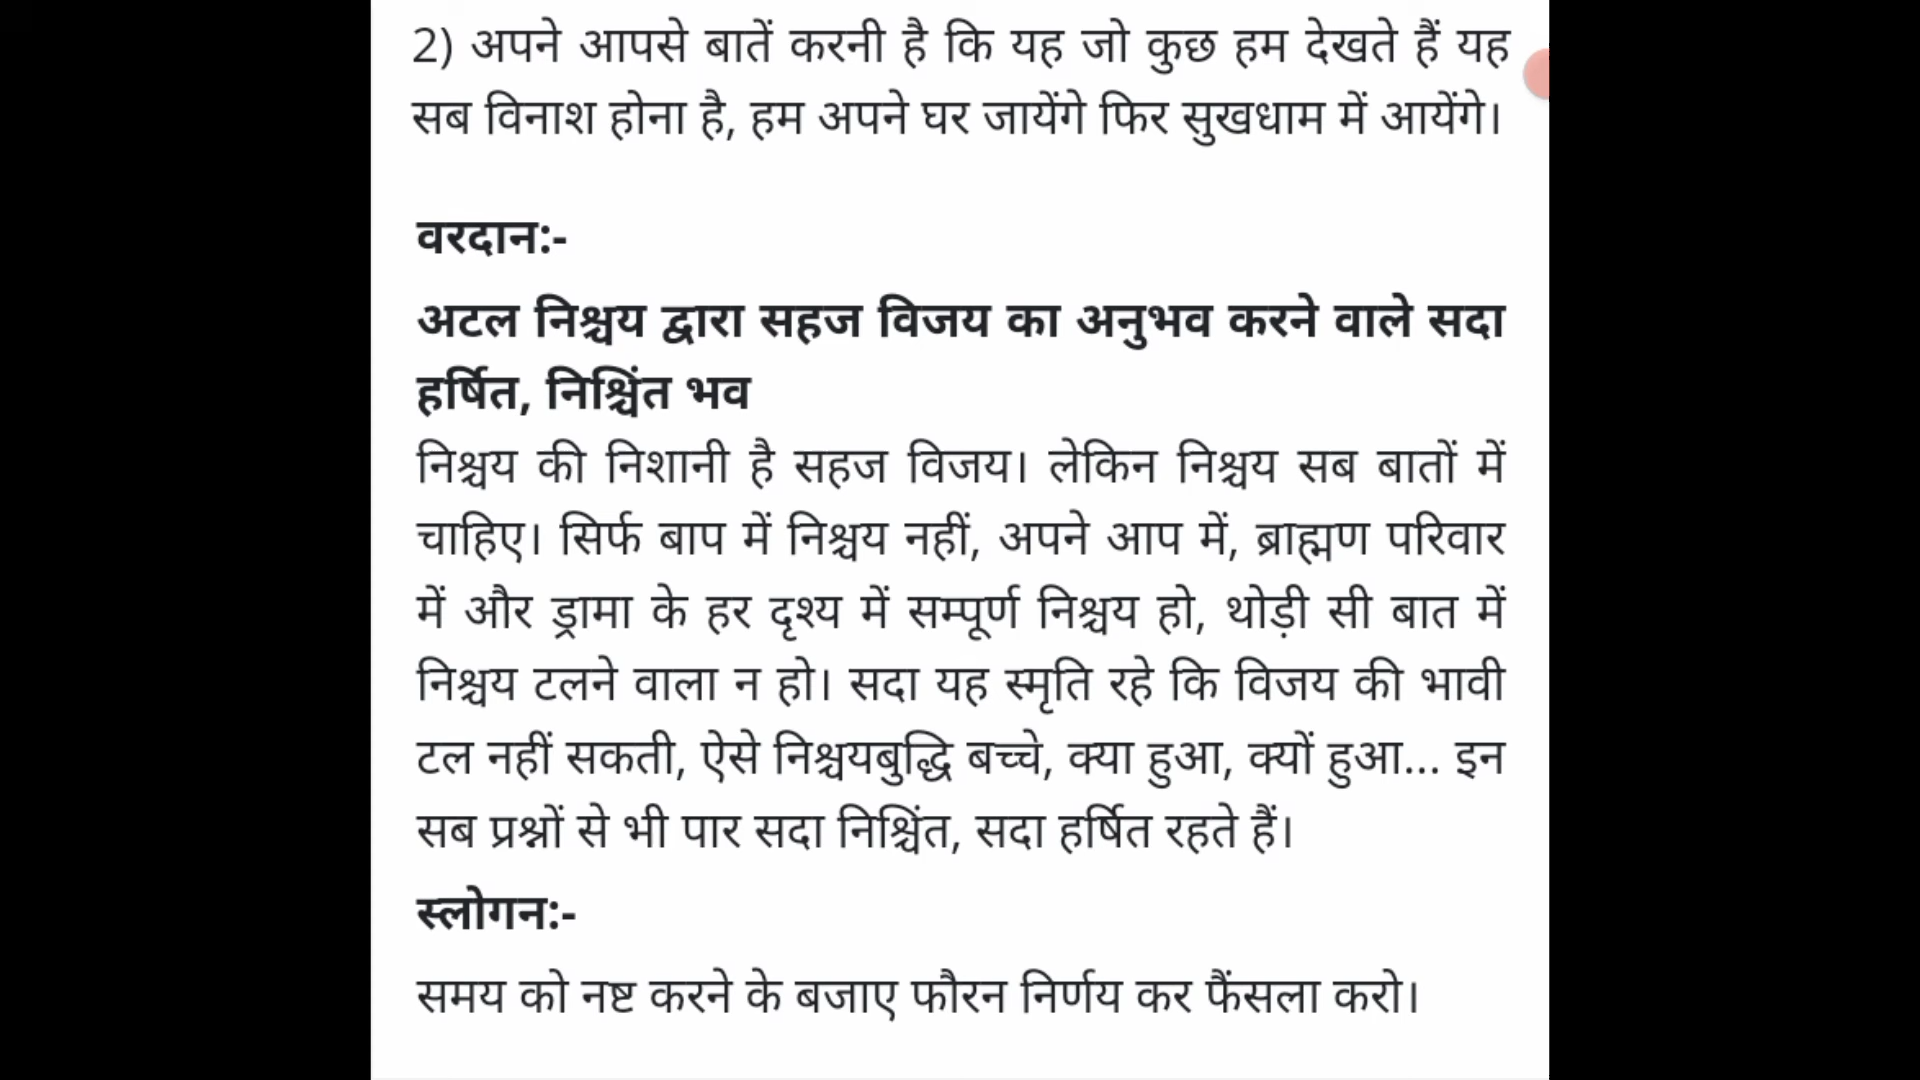 2) अपने आपसे बातें करनी है कि यह जो कुछ हम देखते हैं यह
सब विनाश होना है, हम अपने घर जायेंगे फिर सुखधाम में आयेंगे।
वरदान:-
अटल निश्चय द्वारा सहज विजय का अनुभव करने वाले सदा
हर्षित, निश्चिंत भव
निश्चय की निशानी है सहज विजय। लेकिन निश्चय सब बातों में
चाहिए। सिर्फ बाप में निश्चय नहीं, अपने आप में, ब्राह्मण परिवार
में और ड्रामा के हर दृश्य में सम्पूर्ण निश्चय हो, थोड़ी सी बात में
निश्चय टलने वाला न हो। सदा यह स्मृति रहे कि विजय की भावी
टल नहीं सकती, ऐसे निश्चयबुद्धि बच्चे, क्या हुआ, क्यों हुआ... इन
सब प्रश्नों से भी पार सदा निश्चिंत, सदा हर्षित रहते हैं।
स्लोगन:-
समय को नष्ट करने के बजाए फौरन निर्णय कर फैंसला करो।